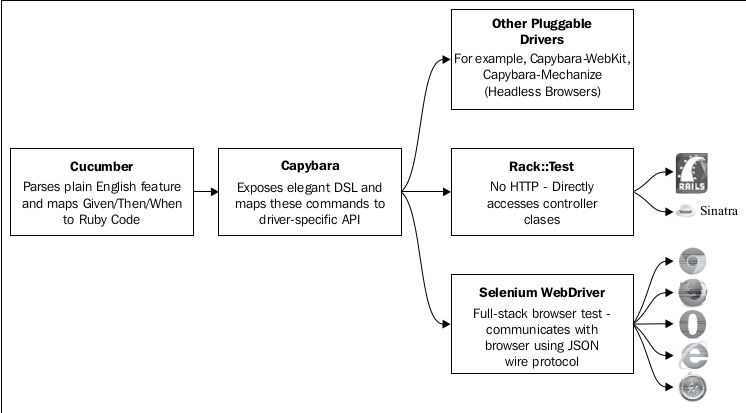 Other Pluggable
Drivers
For example, Capybara-WebKit,
Capybara-Mechanize
(Headless Browsers)
Cucumber
Parses plain English feature
and maps Given/Then/When
to Ruby Code
Capybara
Exposes elegant DSL and
maps these commands to
driver-specific API
Rack::Test
No HTTP - Directly
accesses controller
clases
RAILS
Sinatra
Selenium WebDriver
Full-stack browser test -
communicates with
browser using JSON
wire protocol